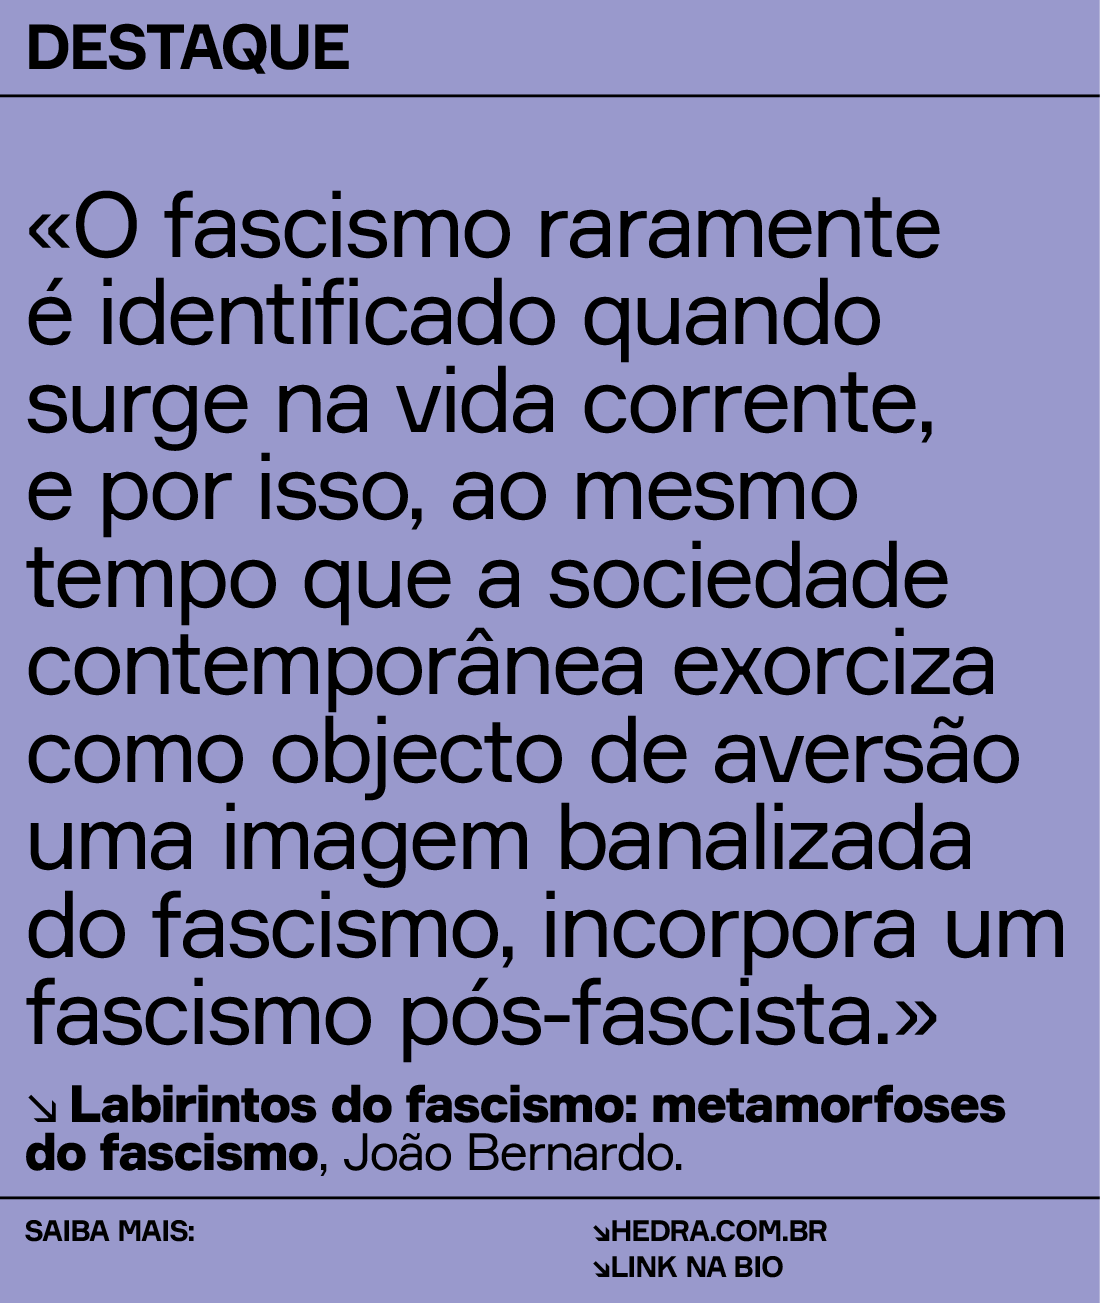 DESTAQUE
«O fascismo raramente
é identificado quando
surge na vida corrente,
e por isso, ao mesmo
tempo que a sociedade
contemporânea exorciza
como objecto de aversão
uma imagem banalizada
do fascismo, incorpora um
fascismo pós-fascista.»
↘ Labirintos do fascismo: metamorfoses
do fascismo, João Bernardo.
SAIBA MAIS:
↘HEDRA.COM.BR
↘LINK NA BIO